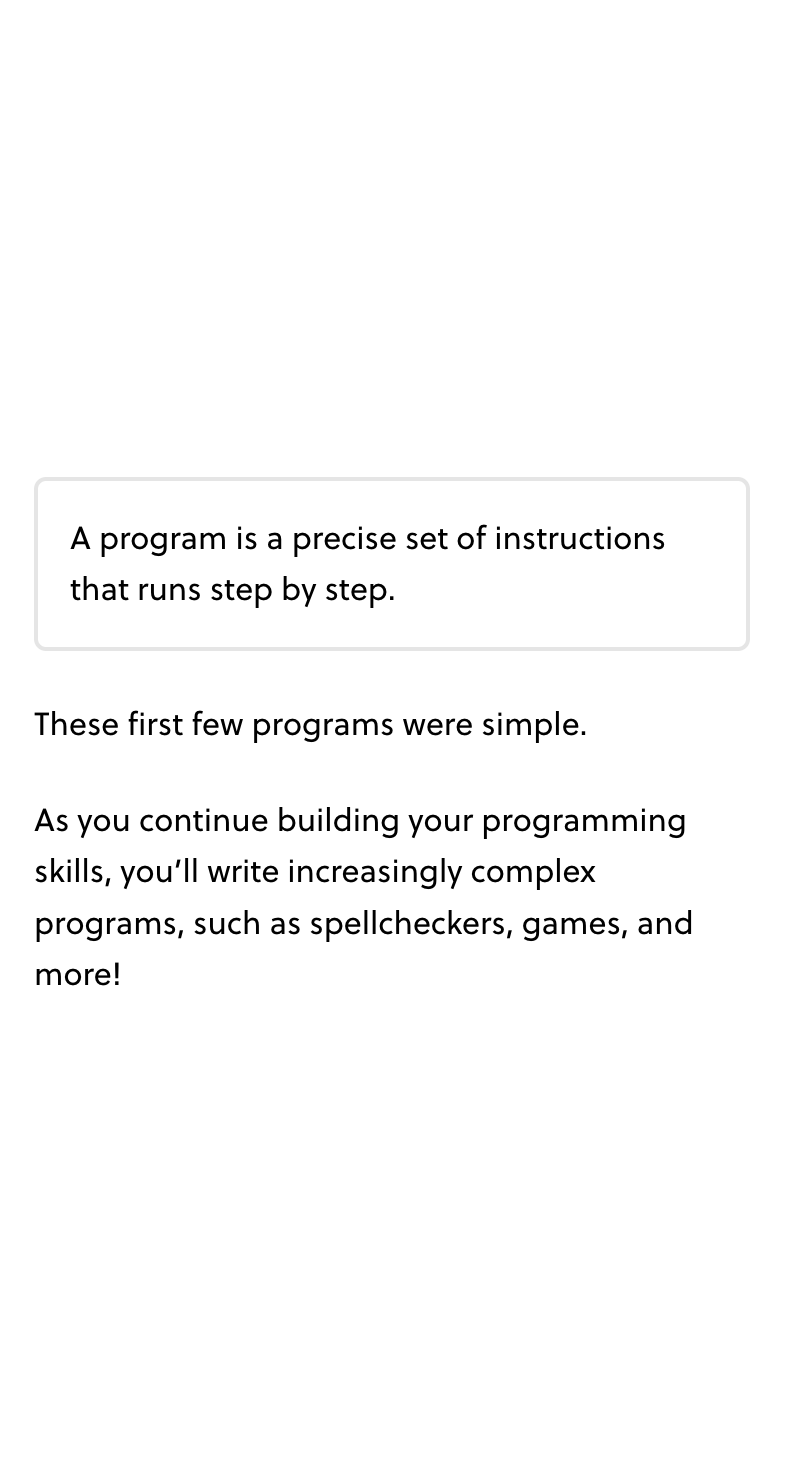 A program is a precise set of instructions
that runs step by step.
These first few programs were simple.
As you continue building your programming
skills, you’ll write increasingly complex
programs, such as spellcheckers, games, and
more!